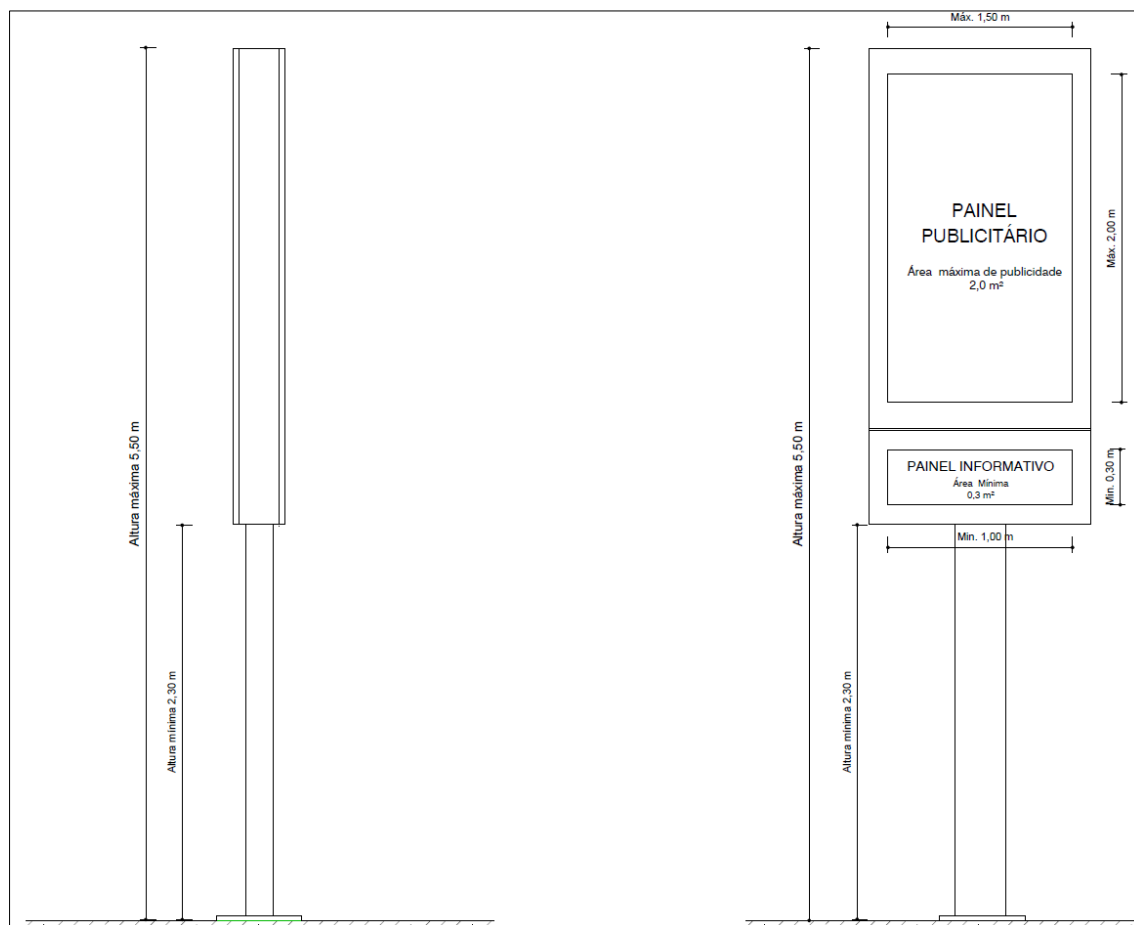 Máx. 1,50 m
Altura máxima 5,50 m
Altura mínima 2,30 m
Altura máxima 5,50 m
Altura mínima 2,30 m
PAINEL
PUBLICITÁRIO
Área máxima de publicidade
2,0 m²
Máx. 2,00 m
PAINEL INFORMATIVO
Área Mínima
0,3 m²
Min. 0,30 m
Min. 1,00 m